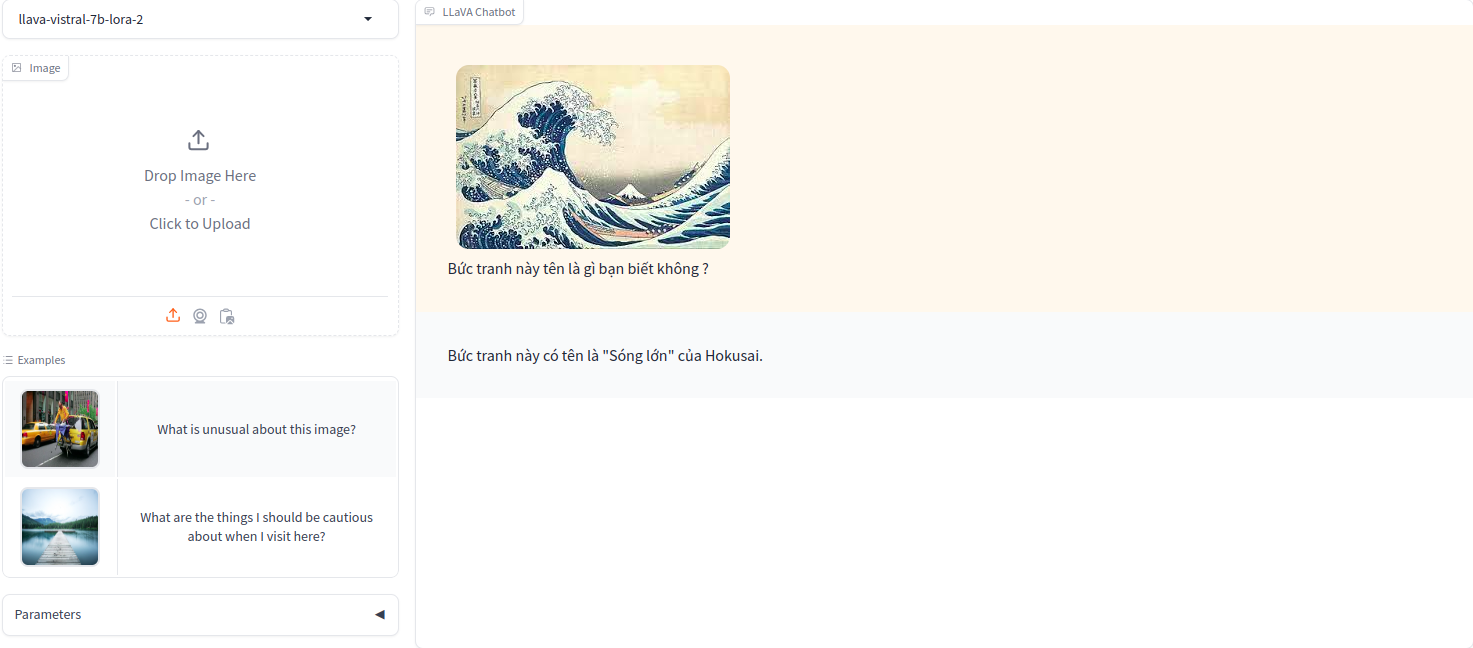 llava-vistral-7b-lora-2
Image
Drop Image Here
- or -
Click to Upload
Examples
What is unusual about this image?
What are the things I should be cautious
about when I visit here?
Parameters
LLaVA Chatbot
Bức tranh này tên là gì bạn biết không ?
Bức tranh này có tên là "Sóng lớn" của Hokusai.